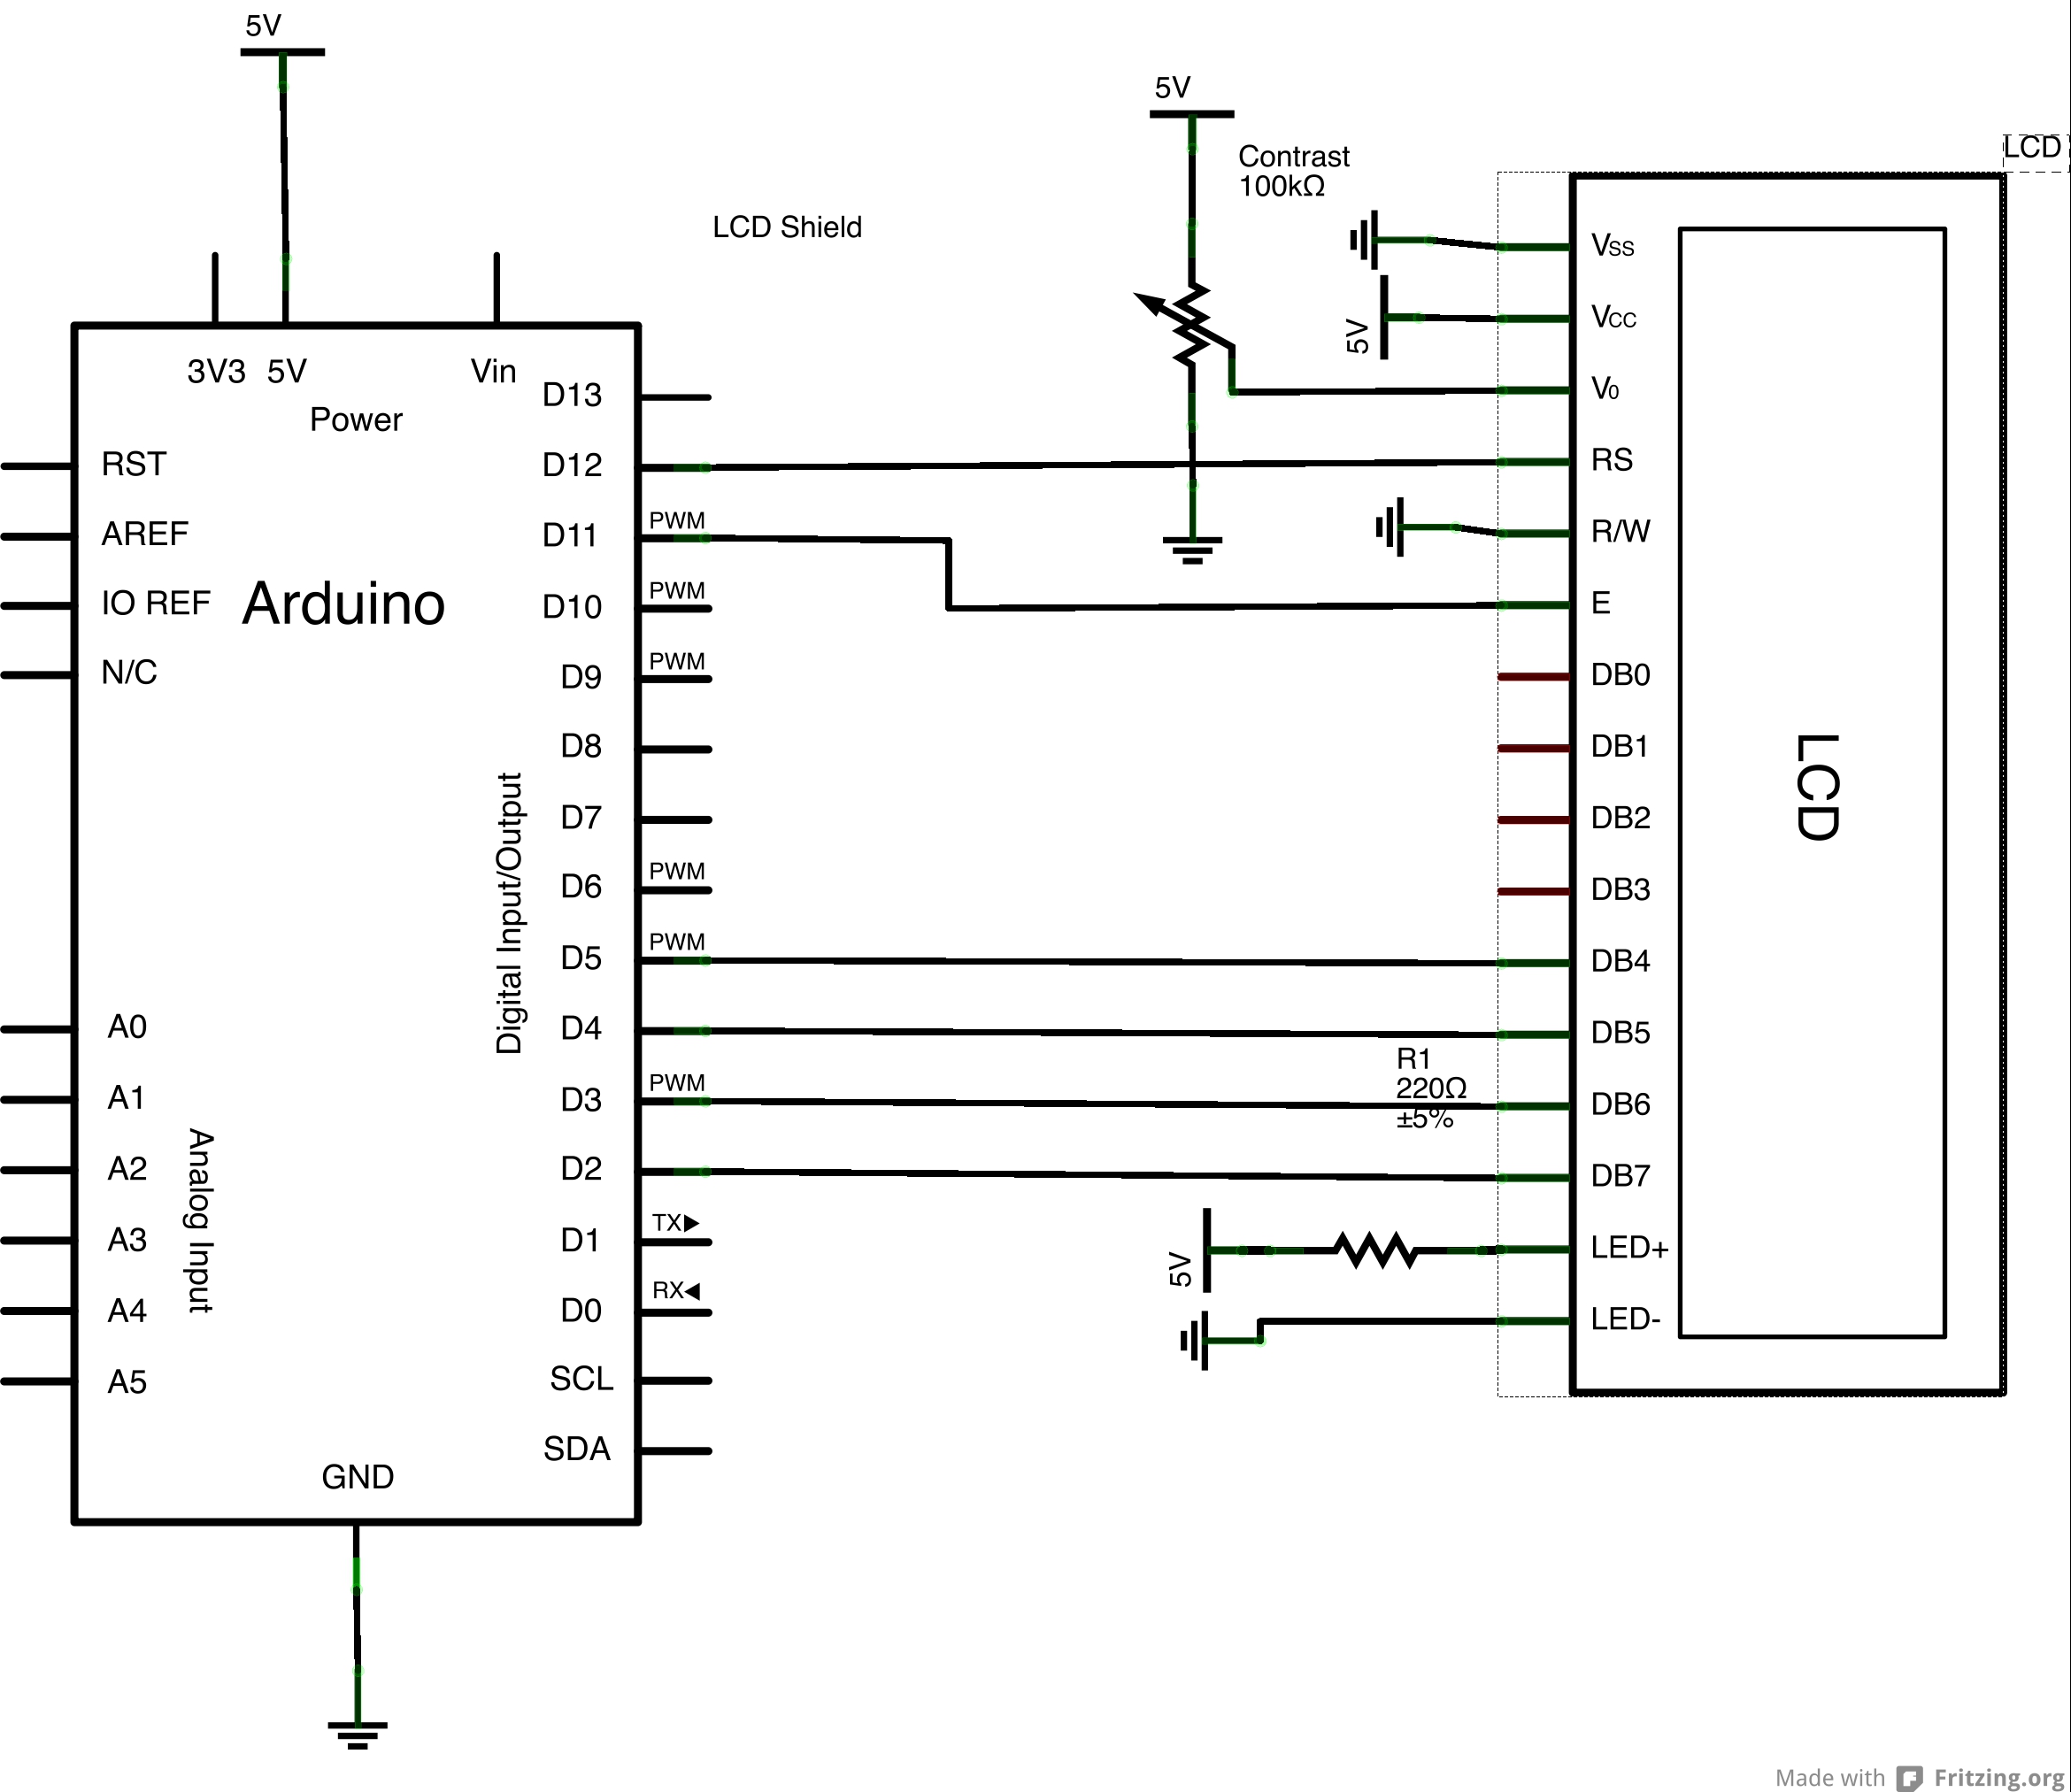 5V
5V
LCD
Contrast
100kΩ
LCD Shield
VSS
VCC
5V
V0
RS
R/W
E
DB0
DB1
DB2
DB3
DB4
DB5
DB6
DB7
LED+
LED-
LCD
R1
220Ω
±5%
5V
3V3 5V Vin
Power
RST
AREF
IO REF
N/C
Arduino
A0
A1
A2
A3
A4
A5
Analog Input
Digital Input/Output
D13
D12
D11 PWM
D10 PWM
D9 PWM
D8
D7
D6 PWM
D5 PWM
D4
D3 PWM
D2
D1 TX
D0 RX
SCL
SDA
GND
Made with Fritzing.org